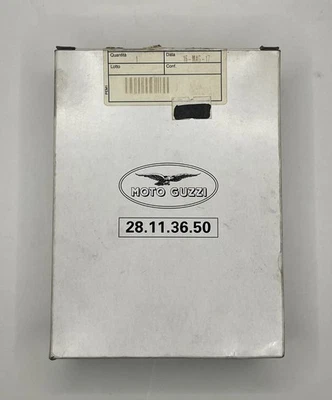 Quantità
Data
1
Lotto
Conf.
MOTO GUZZI
28.11.36.50